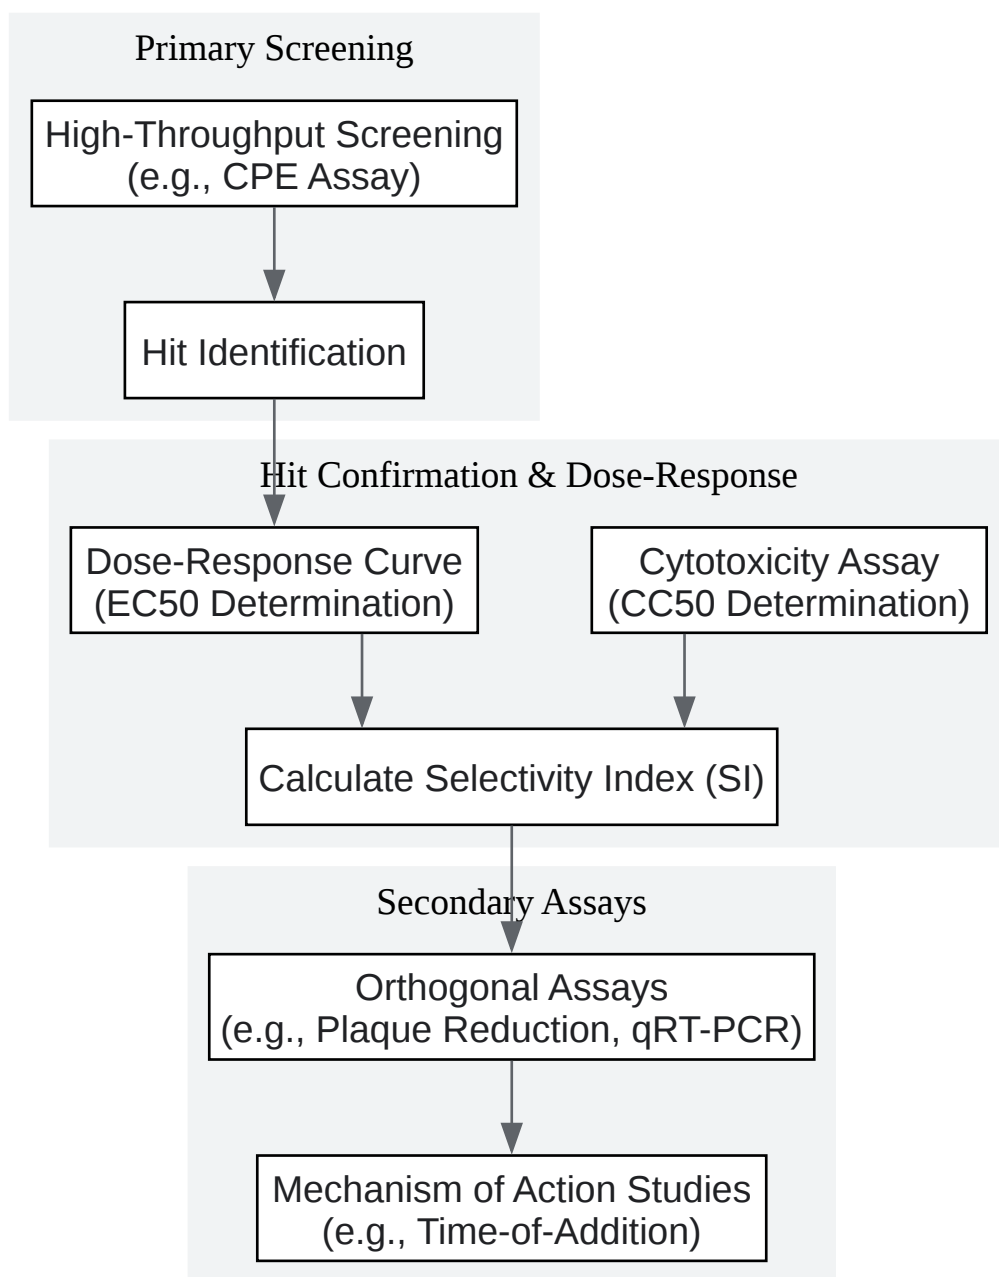 Primary Screening
High-Throughput Screening
(e.g., CPE Assay)
Hit Identification
Hit Confirmation & Dose-Response
Dose-Response Curve
(EC50 Determination)
Cytotoxicity Assay
(CC50 Determination)
Calculate Selectivity Index (SI)
Secondary Assays
Orthogonal Assays
(e.g., Plaque Reduction, qRT-PCR)
Mechanism of Action Studies
(e.g., Time-of-Addition)